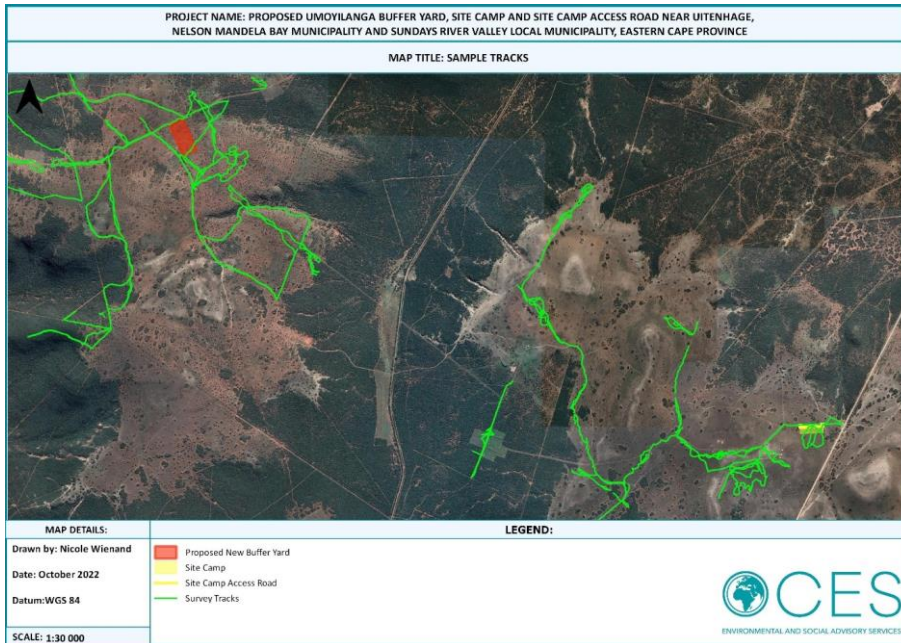 PROJECT NAME: PROPOSED UMOYILANGA BUFFER YARD, SITE CAMP AND SITE CAMP ACCESS ROAD NEAR UITENHAGE,
NELSON MANDELA BAY MUNICIPALITY AND SUNDAYS RIVER VALLEY LOCAL MUNICIPALITY, EASTERN CAPE PROVINCE
MAP TITLE: SAMPLE TRACKS
MAP DETAILS:
Drawn by: Nicole Wienand
Date: October 2022
Datum:WGS 84
SCALE: 1:30 000
LEGEND:
Proposed New Buffer Yard
Site Camp
Site Camp Access Road
Survey Tracks
CES
ENVIRONMENTAL AND SOCIAL ADVISORY SERVICES